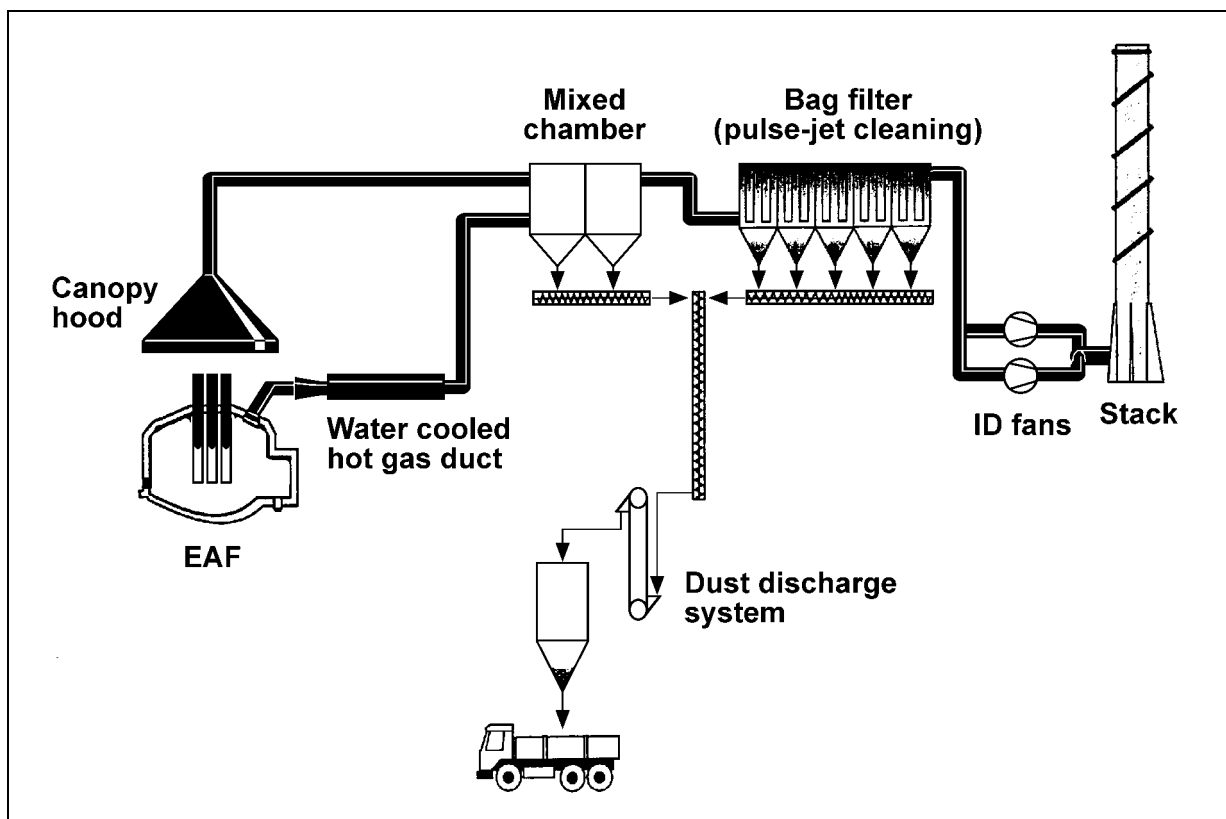 Mixed
chamber
Bag filter
(pulse-jet cleaning)
Canopy
hood
Water cooled
hot gas duct
ID fans
Stack
EAF
Dust discharge
system